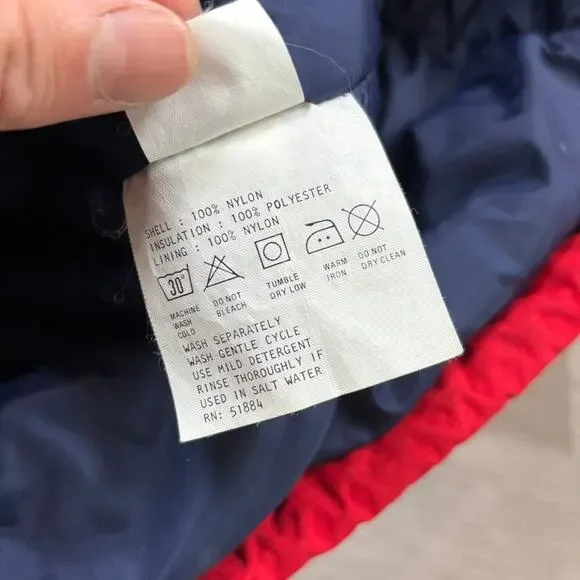 SHELL : 100% NYLON
INSULATION : 100% POLYESTER
LINING : 100% NYLON
30°
MACHINE WASH COLD
DO NOT BLEACH
TUMBLE DRY LOW
WARM IRON
DO NOT DRY CLEAN
WASH SEPARATELY
WASH GENTLE CYCLE
USE MILD DETERGENT
RINSE THOROUGHLY IF
USED IN SALT WATER
RN: 51884